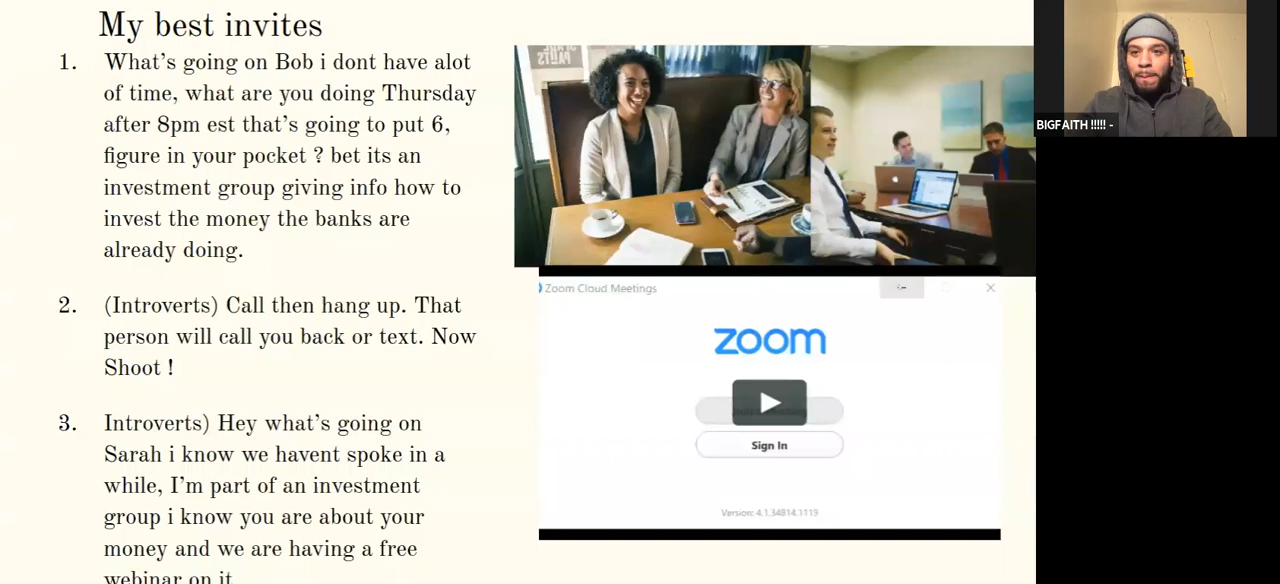 My best invites
1. What's going on Bob i dont have alot
of time, what are you doing Thursday
after 8pm est that's going to put 6,
figure in your pocket ? bet its an
investment group giving info how to
invest the money the banks are
already doing.
2. (Introverts) Call then hang up. That
person will call you back or text. Now
Shoot !
3. Introverts) Hey what's going on
Sarah i know we havent spoke in a
while, I'm part of an investment
group i know you are about your
money and we are having a free
webinar on it
Zoom Cloud Meetings
zoom
Sign In
Version: 4.1.34814.1119
BIGFAITH !!!!! -